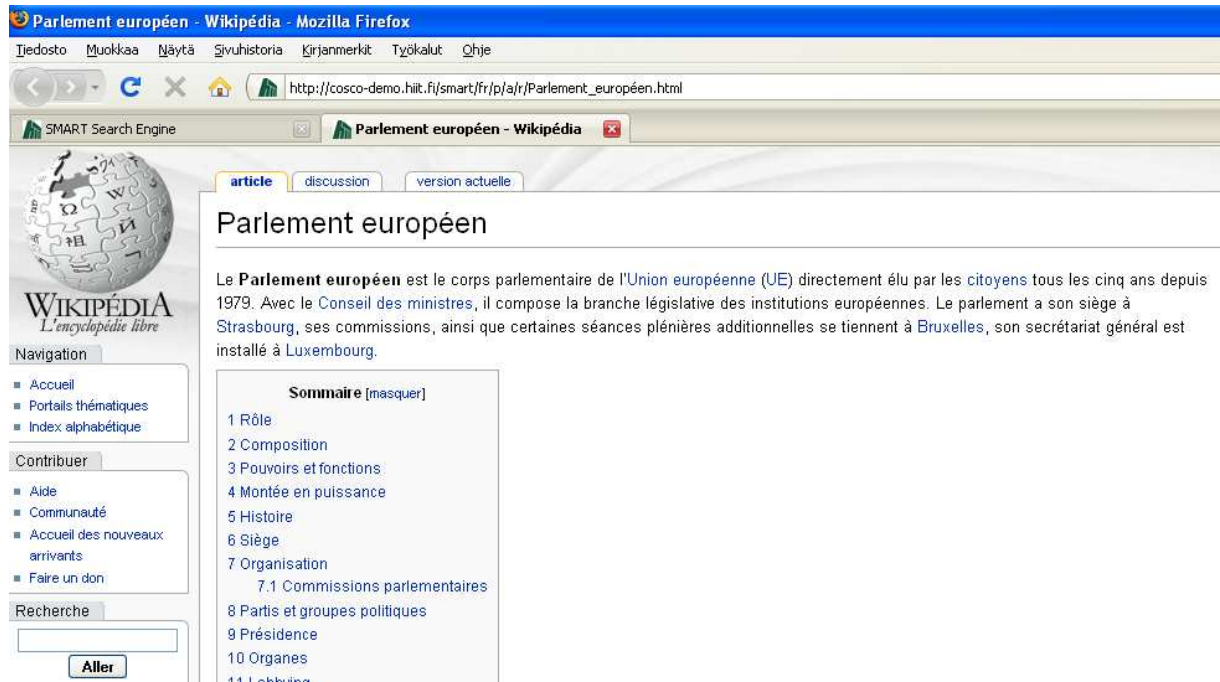 Parlement européen - Wikipédia - Mozilla Firefox
Tiedosto Muokkaa Näytä Sivuhistoria Kirjanmerkit Työkalut Ohje
http://cosco-demo.hiit.fi/smart/fr/p/a/r/Parlement_européen.html
SMART Search Engine
Parlement européen - Wikipédia
WIKIPÉDIA
L'encyclopédie libre
Navigation
Accueil
Portails thématiques
Index alphabétique
Contribuer
Aide
Communauté
Accueil des nouveaux
arrivants
Faire un don
Recherche
Aller
article discussion version actuelle
Parlement européen
Le Parlement européen est le corps parlementaire de l'Union européenne (UE) directement élu par les citoyens tous les cinq ans depuis
1979. Avec le Conseil des ministres, il compose la branche législative des institutions européennes. Le parlement a son siège à
Strasbourg, ses commissions, ainsi que certaines séances plénières additionnelles se tiennent à Bruxelles, son secrétariat général est
installé à Luxembourg.
Sommaire [masquer]
1 Rôle
2 Composition
3 Pouvoirs et fonctions
4 Montée en puissance
5 Histoire
6 Siège
7 Organisation
7.1 Commissions parlementaires
8 Partis et groupes politiques
9 Présidence
10 Organes
11 Lobbying